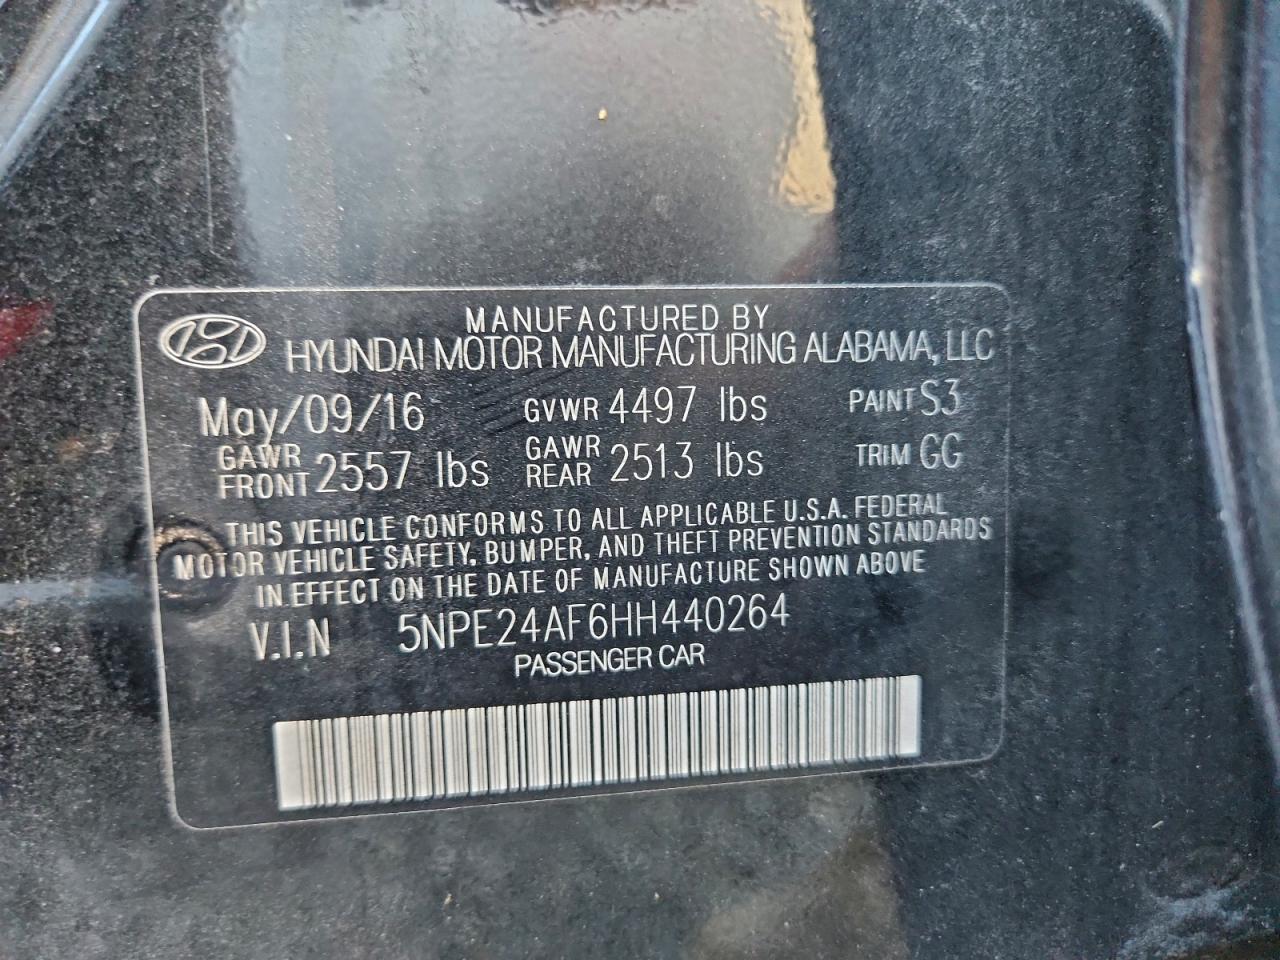 MANUFACTURED BY
HYUNDAI MOTOR MANUFACTURING ALABAMA, LLC
May/09/16 GVWR 4497 lbs PAINT S3
GAWR FRONT 2557 lbs GAWR REAR 2513 lbs TRIM GG
THIS VEHICLE CONFORMS TO ALL APPLICABLE U.S.A. FEDERAL
MOTOR VEHICLE SAFETY, BUMPER, AND THEFT PREVENTION STANDARDS
IN EFFECT ON THE DATE OF MANUFACTURE SHOWN ABOVE
V.I.N 5NPE24AF6HH440264
PASSENGER CAR